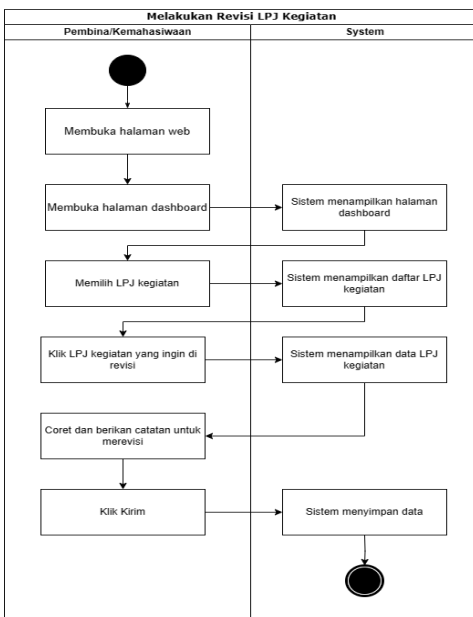 Melakukan Revisi LPJ Kegiatan
Pembina/Kemahasiwaan
System
Membuka halaman web
Membuka halaman dashboard
Sistem menampilkan halaman
dashboard
Memilih LPJ kegiatan
Sistem menampilkan daftar LPJ
kegiatan
Klik LPJ kegiatan yang ingin di
revisi
Sistem menampilkan data LPJ
kegiatan
Coret dan berikan catatan untuk
merevisi
Klik Kirim
Sistem menyimpan data